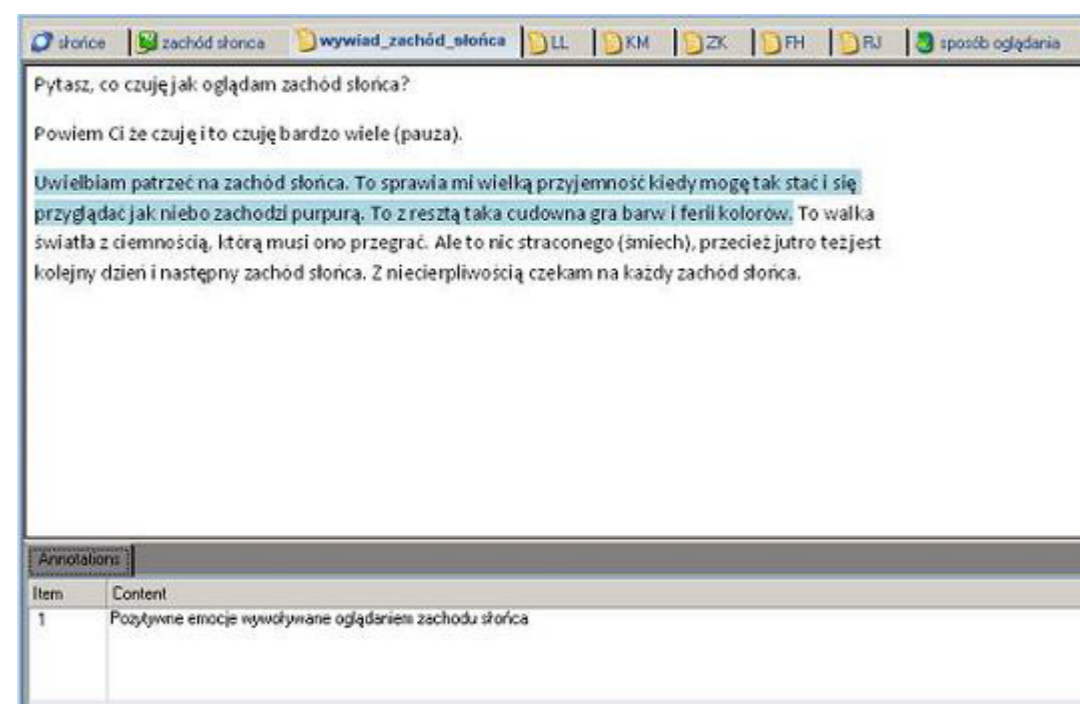 słońce zachód słonca wywiad_zachód_słońca LL KM ZK FH RJ sposób oglądania
Pytasz, co czuję jak oglądam zachód słońca?
Powiem Ci że czuję i to czuję bardzo wiele (pauza).
Uwielbiam patrzeć na zachód słońca. To sprawia mi wielką przyjemność kiedy mogę tak stać i się
przyglądać jak niebo zachodzi purpurą. To z resztą taka cudowna gra barw i ferii kolorów. To walka
światła z ciemnością, którą musi ono przegrać. Ale to nic straconego (śmiech), przecież jutro też jest
kolejny dzień i następny zachód słońca. Z niecierpliwością czekam na każdy zachód słońca.
Annotations
Item Content
1 Pozytywne emocje wywoływane oglądaniem zachodu słońca